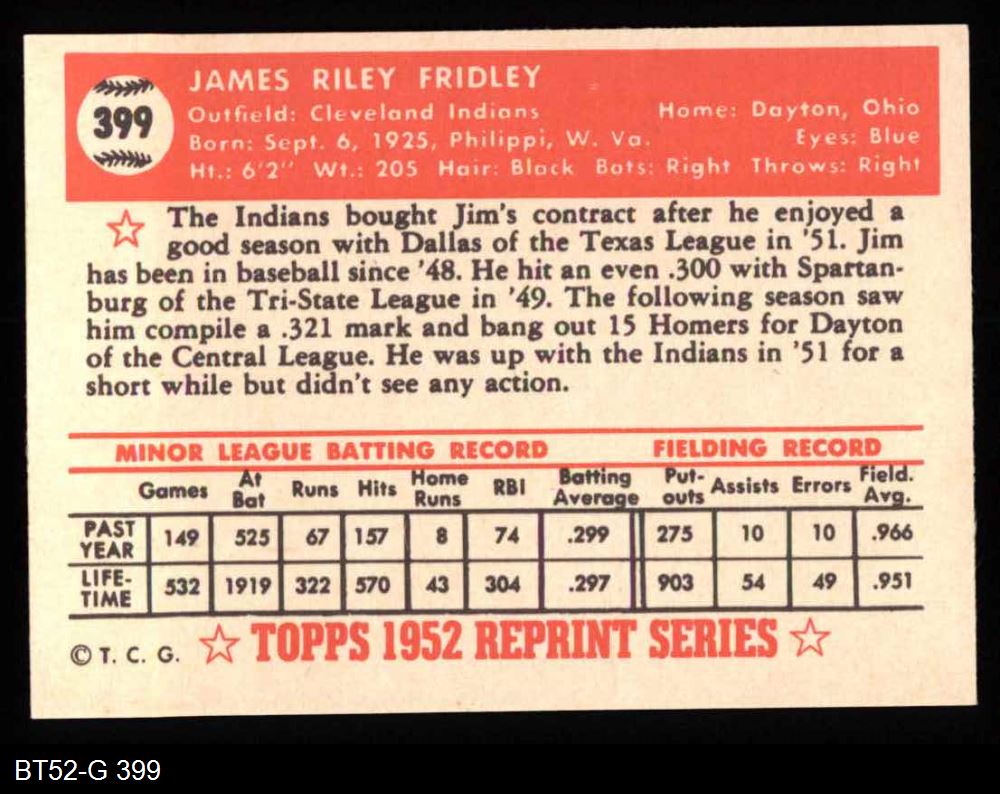 399
JAMES RILEY FRIDLEY
Outfield: Cleveland Indians Home: Dayton, Ohio
Born: Sept. 6, 1925, Philippi, W. Va. Eyes: Blue
Ht.: 6'2" Wt.: 205 Hair: Black Bats: Right Throws: Right
The Indians bought Jim's contract after he enjoyed a
good season with Dallas of the Texas League in '51. Jim
has been in baseball since '48. He hit an even .300 with Spartan-
burg of the Tri-State League in '49. The following season saw
him compile a .321 mark and bang out 15 Homers for Dayton
of the Central League. He was up with the Indians in '51 for a
short while but didn't see any action.
MINOR LEAGUE BATTING RECORD FIELDING RECORD
Games At Bat Runs Hits Home Runs RBI Batting Average Put-outs Assists Errors Field. Avg.
PAST YEAR 149 525 67 157 8 74 .299 275 10 10 .966
LIFE-TIME 532 1919 322 570 43 304 .297 903 54 49 .951
© T. C. G. ☆ TOPPS 1952 REPRINT SERIES ☆
BT52-G 399